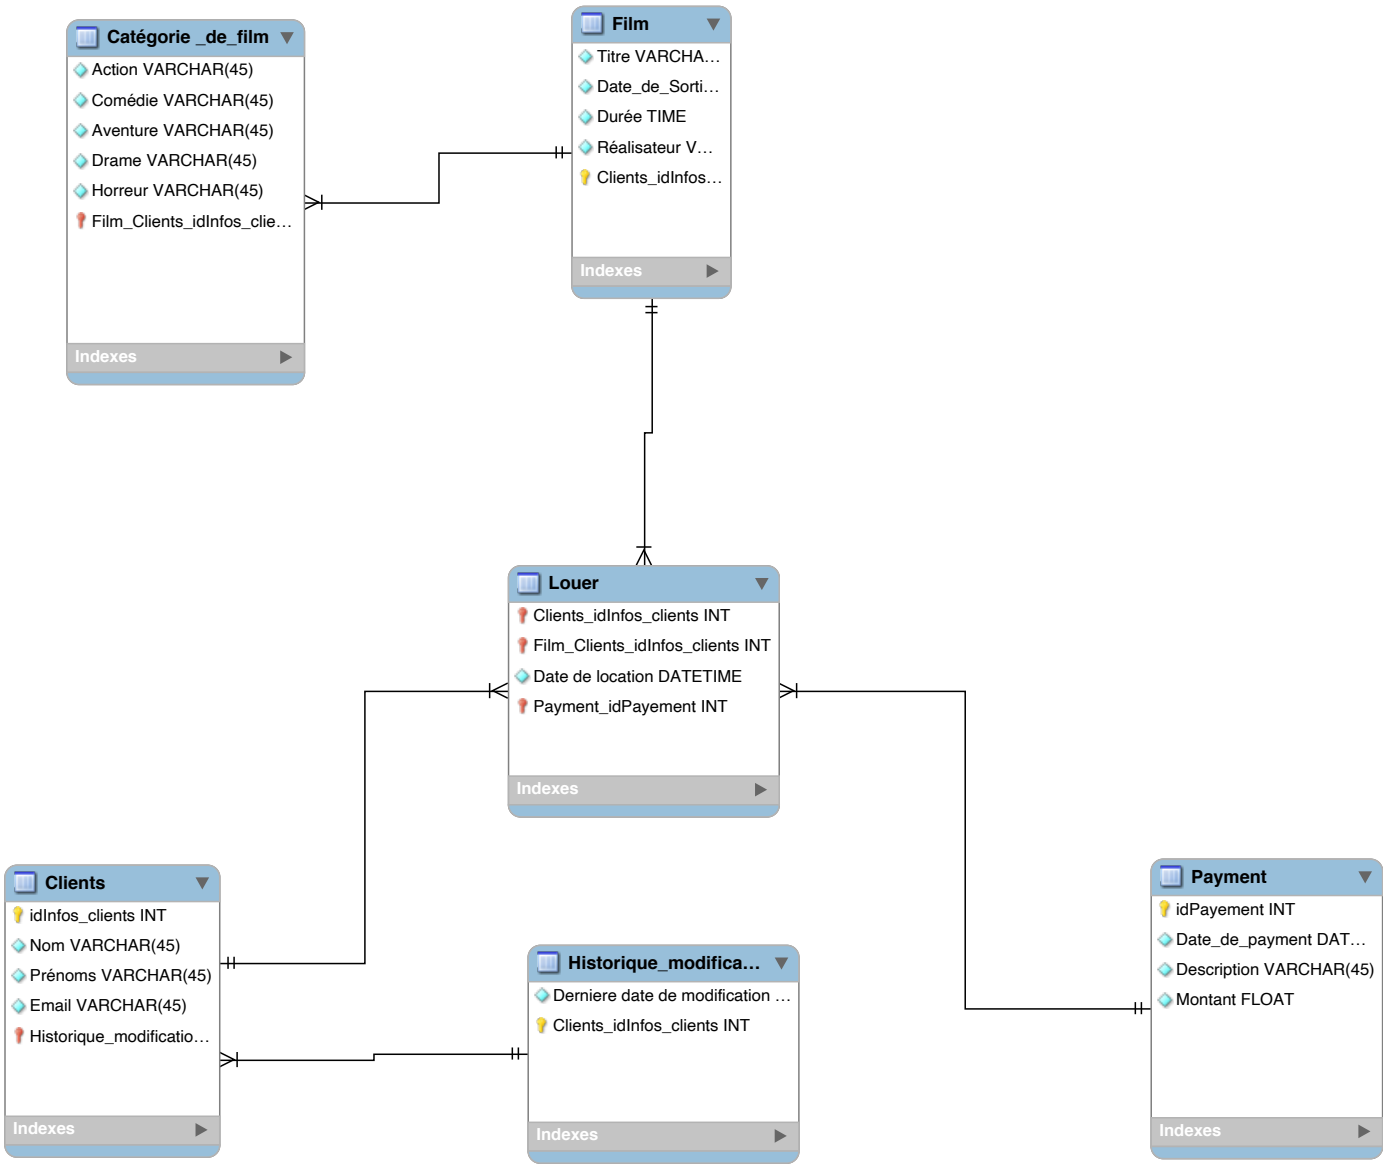 Catégorie _de_film
Action VARCHAR(45)
Comédie VARCHAR(45)
Aventure VARCHAR(45)
Drame VARCHAR(45)
Horreur VARCHAR(45)
Film_Clients_idInfos_clie...
Indexes
Film
Titre VARCHA...
Date_de_Sorti...
Durée TIME
Réalisateur V...
Clients_idInfos...
Indexes
Louer
Clients_idInfos_clients INT
Film_Clients_idInfos_clients INT
Date de location DATETIME
Payment_idPayement INT
Indexes
Clients
idInfos_clients INT
Nom VARCHAR(45)
Prénoms VARCHAR(45)
Email VARCHAR(45)
Historique_modificatio...
Indexes
Historique_modifica...
Derniere date de modification ...
Clients_idInfos_clients INT
Indexes
Payment
idPayement INT
Date_de_payment DAT...
Description VARCHAR(45)
Montant FLOAT
Indexes